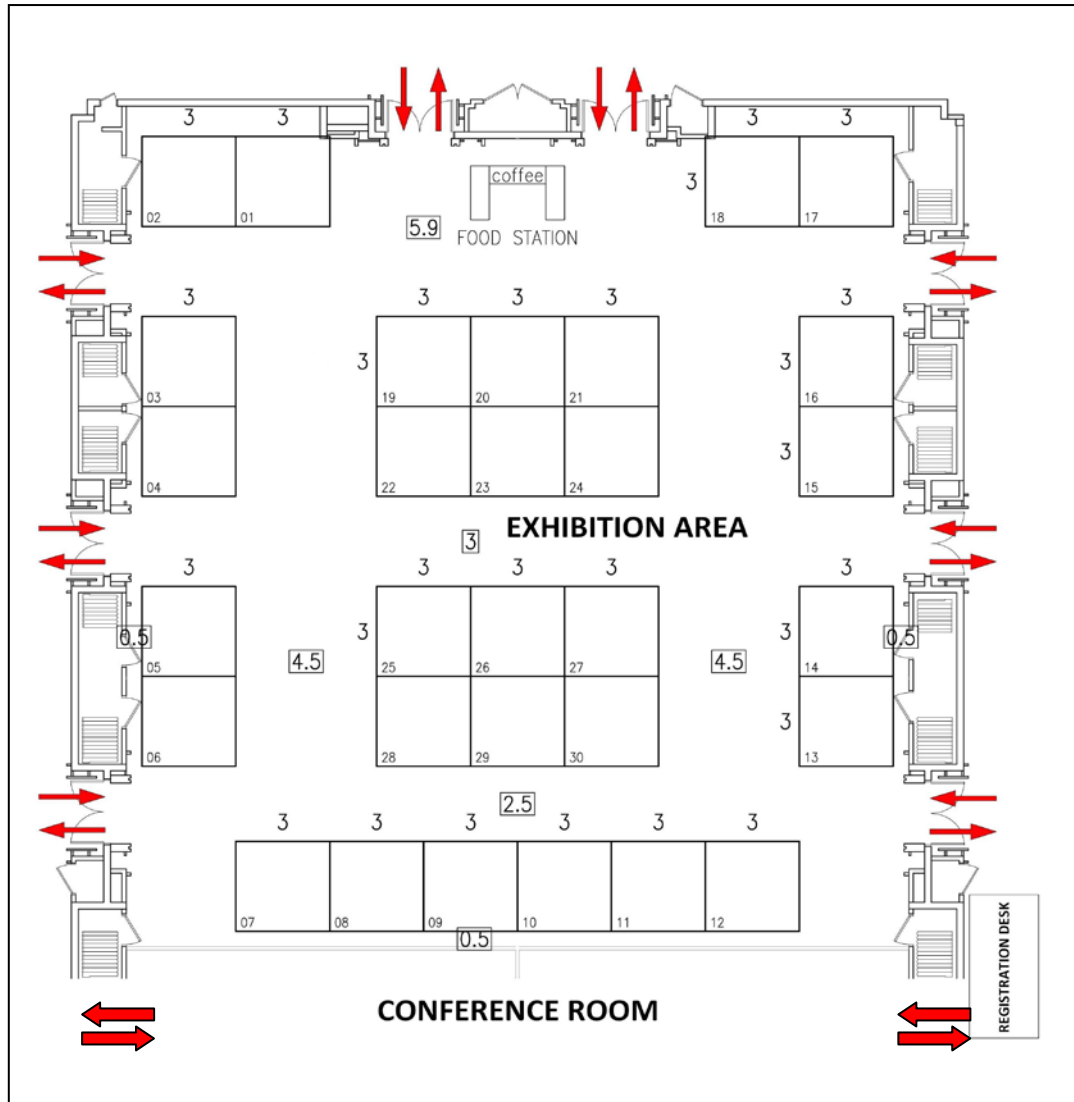 3 3 3 3
coffee
3
02 01 18 17
5.9
FOOD STATION
3 3 3 3 3
3 3
03 19 20 21 16
3
04 22 23 24 15
EXHIBITION AREA
3
3 3 3 3 3
0.5 3 3 0.5
4.5 4.5
05 25 26 27 14
3
06 28 29 30 13
2.5
3 3 3 3 3 3
07 08 09 10 11 12
0.5
REGISTRATION DESK
CONFERENCE ROOM